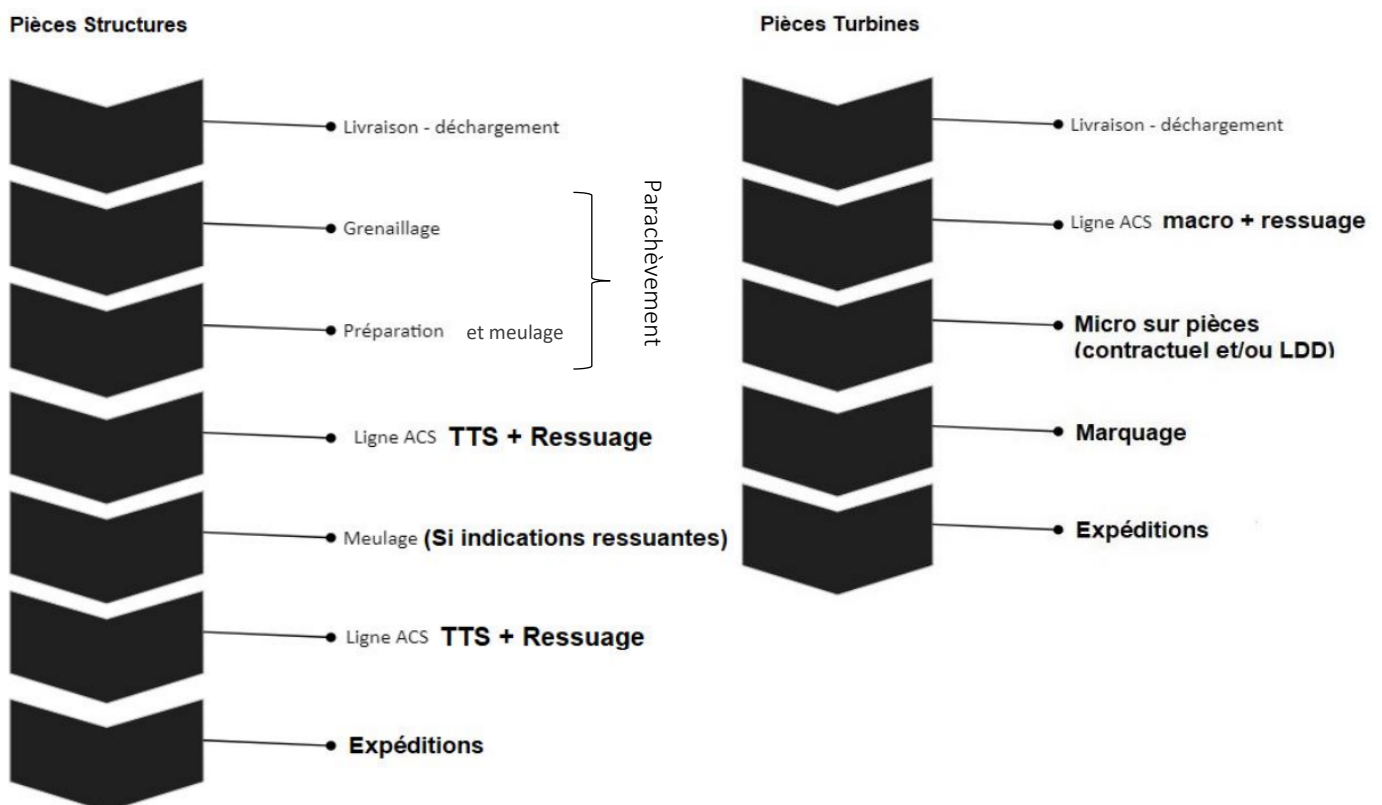 Pièces Structures
Livraison - déchargement
Grenaillage
Préparation et meulage
Parachèvement
Ligne ACS TTS + Ressuage
Meulage (Si indications ressuantes)
Ligne ACS TTS + Ressuage
Expéditions
Pièces Turbines
Livraison - déchargement
Ligne ACS macro + ressuage
Micro sur pièces
(contractuel et/ou LDD)
Marquage
Expéditions